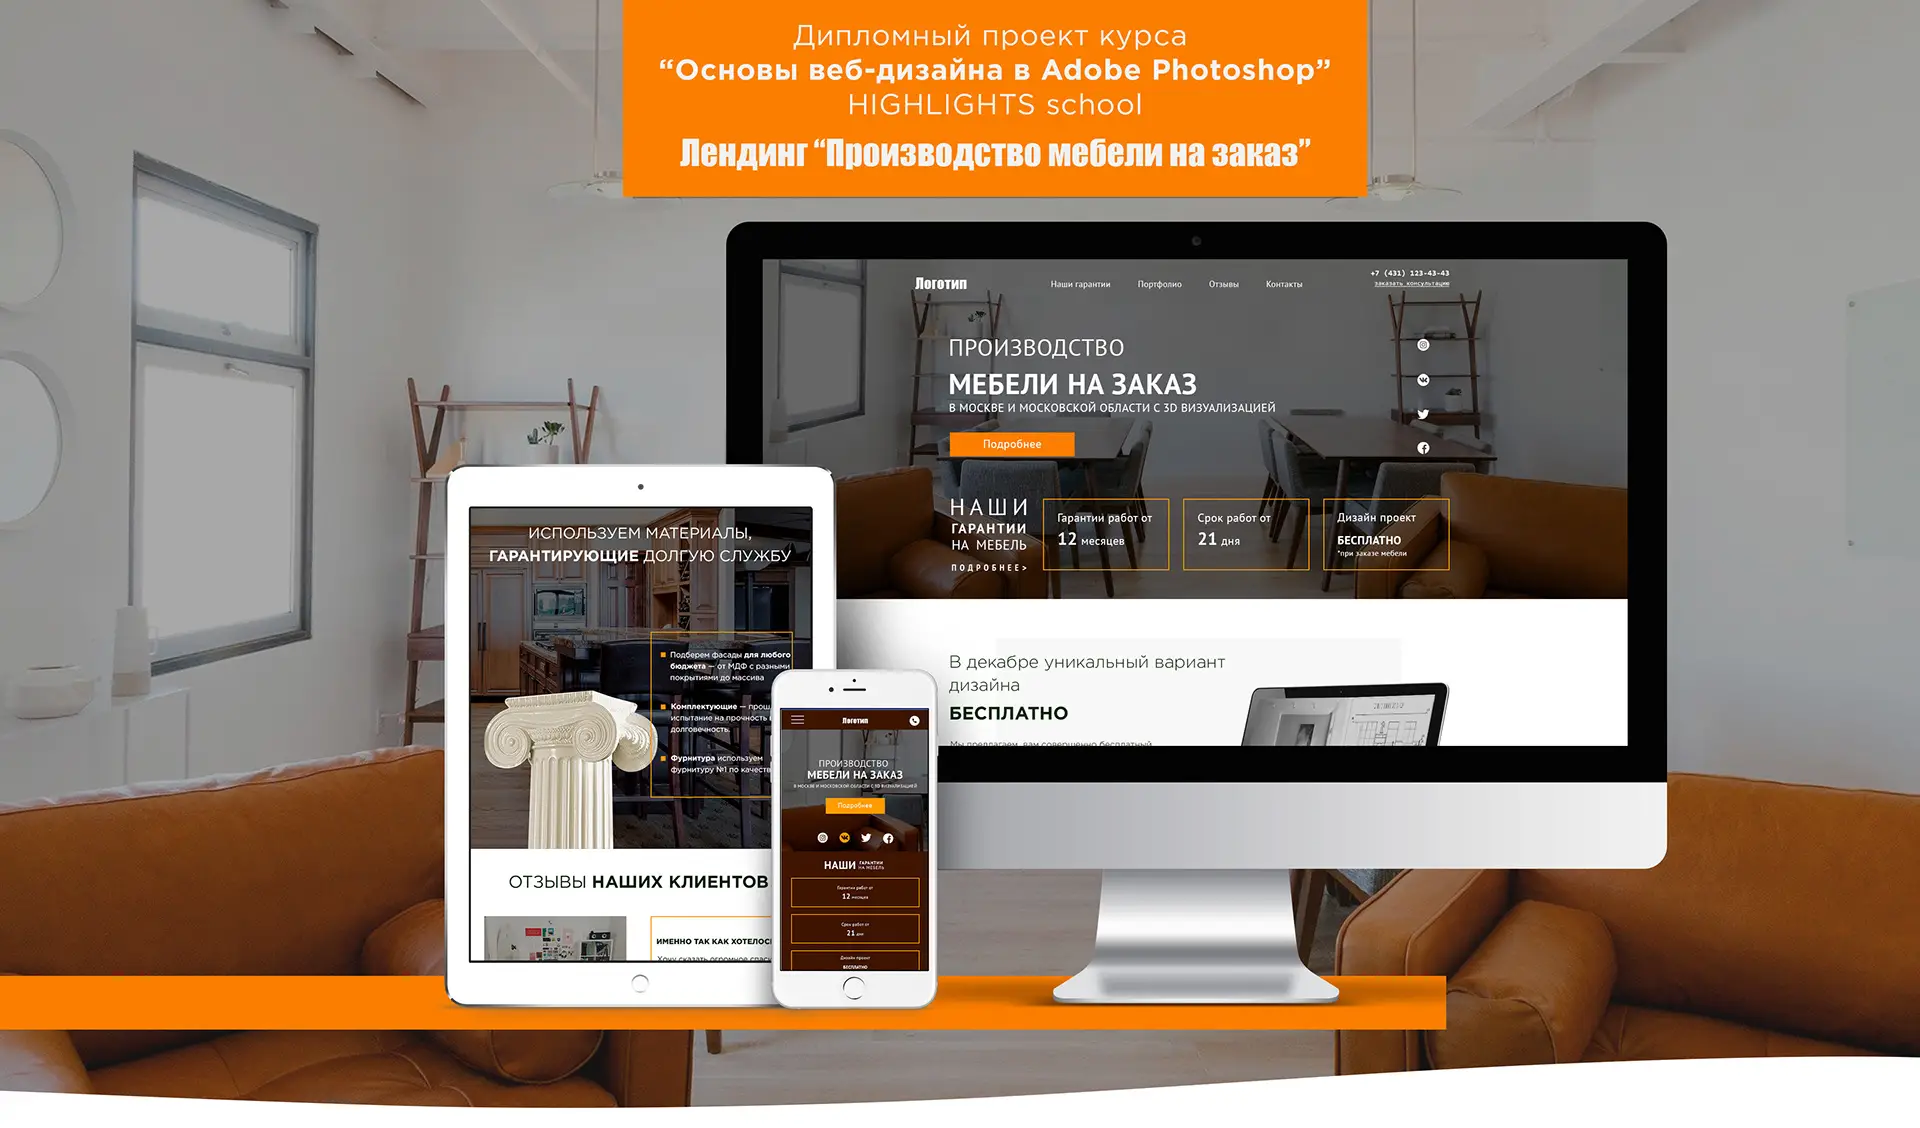 Дипломный проект курса
“Основы веб-дизайна в Adobe Photoshop”
HIGHLIGHTS school
Лендинг “Производство мебели на заказ”
Логотип
Наши гарантии
Портфолио
Отзывы
Контакты
+7 (431) 123-43-43
заказать консультацию
ПРОИЗВОДСТВО
МЕБЕЛИ НА ЗАКАЗ
В МОСКВЕ И МОСКОВСКОЙ ОБЛАСТИ С 3D ВИЗУАЛИЗАЦИЕЙ
Подробнее
НАШИ
ГАРАНТИИ
НА МЕБЕЛЬ
ПОДРОБНЕЕ>
Гарантии работ от
12 месяцев
Срок работ от
21 дня
Дизайн проект
БЕСПЛАТНО
*при заказе мебели
В декабре уникальный вариант
дизайна
БЕСПЛАТНО
Мы предлагаем вам совершенно бесплатный
ИСПОЛЬЗУЕМ МАТЕРИАЛЫ,
ГАРАНТИРУЮЩИЕ ДОЛГУЮ СЛУЖБУ
Подберем фасады для любого
бюджета — от МДФ с разными
покрытиями до массива
Комплектующие — прош
испытание на прочность
долговечность.
Фурнитура используем
фурнитуру №1 по качеств
ОТЗЫВЫ НАШИХ КЛИЕНТОВ
ИМЕННО ТАК КАК ХОТЕЛОС
Хочу сказать огромное спас
Логотип
ПРОИЗВОДСТВО
МЕБЕЛИ НА ЗАКАЗ
В МОСКВЕ И МОСКОВСКОЙ ОБЛАСТИ С 3D ВИЗУАЛИЗАЦИЕЙ
Подробнее
НАШИ
ГАРАНТИИ
НА МЕБЕЛЬ
Гарантии работ от
12 месяцев
Срок работ от
21 дня
Дизайн проект
БЕСПЛАТНО